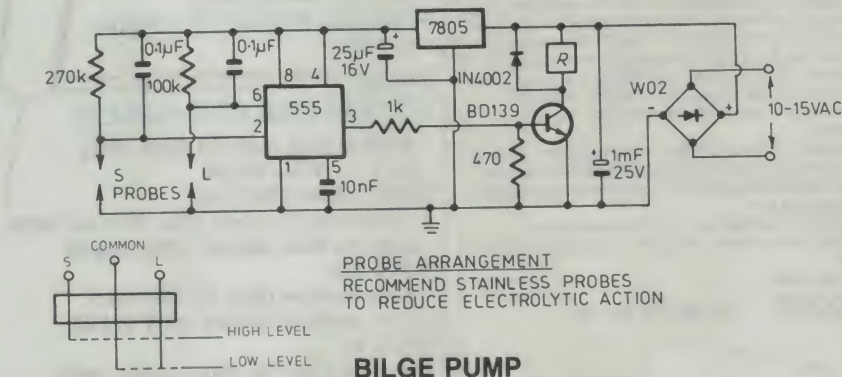 0·1µF
0·1µF
7805
270k
100k
8
4
25µF
16V
+
IN4002
R
W02
6
2
555
3
1k
BD139
-
+
10-15VAC
S
PROBES
L
1
5
10nF
470
+
1mF
25V
COMMON
S
L
HIGH LEVEL
LOW LEVEL
PROBE ARRANGEMENT
RECOMMEND STAINLESS PROBES
TO REDUCE ELECTROLYTIC ACTION
BILGE PUMP